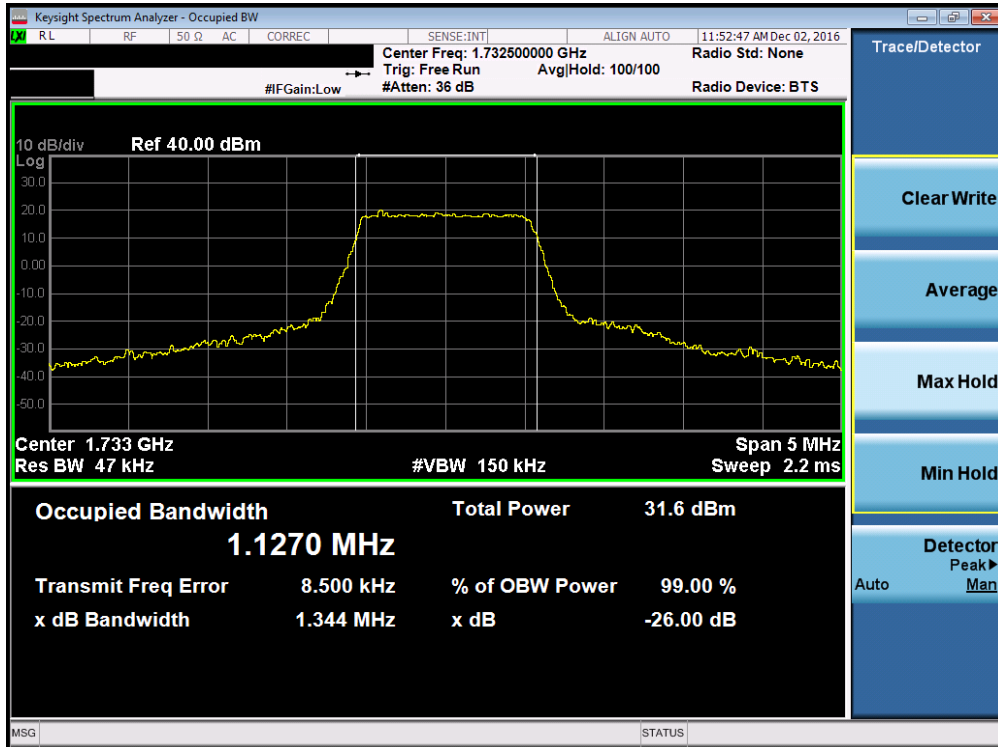 Keysight Spectrum Analyzer - Occupied BW
LXI RL RF 50 Ω AC CORREC SENSE:INT ALIGN AUTO 11:52:47 AM Dec 02, 2016
Center Freq: 1.732500000 GHz Radio Std: None
Trig: Free Run Avg|Hold: 100/100
#IFGain:Low #Atten: 36 dB Radio Device: BTS
Trace/Detector
10 dB/div Ref 40.00 dBm
Log
30.0
20.0
10.0
0.00
-10.0
-20.0
-30.0
-40.0
-50.0
Center 1.733 GHz Span 5 MHz
Res BW 47 kHz #VBW 150 kHz Sweep 2.2 ms
Occupied Bandwidth Total Power 31.6 dBm
1.1270 MHz
Transmit Freq Error 8.500 kHz % of OBW Power 99.00 %
x dB Bandwidth 1.344 MHz x dB -26.00 dB
Clear Write
Average
Max Hold
Min Hold
Detector
Peak▶
Auto Man
MSG STATUS